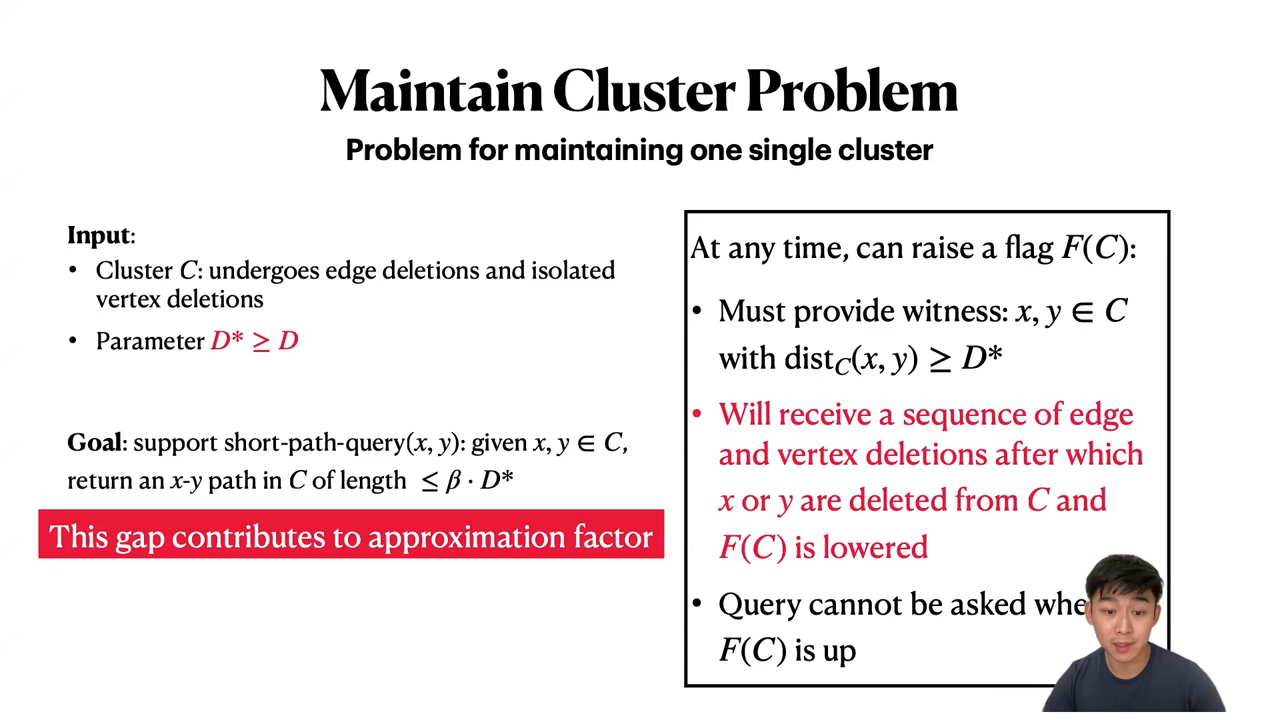 Maintain Cluster Problem
Problem for maintaining one single cluster
Input:
• Cluster C: undergoes edge deletions and isolated
vertex deletions
• Parameter D* ≥ D
Goal: support short-path-query(x, y): given x, y ∈ C,
return an x-y path in C of length ≤ β · D*
This gap contributes to approximation factor
At any time, can raise a flag F(C):
• Must provide witness: x, y ∈ C
with dist_C(x, y) ≥ D*
• Will receive a sequence of edge
and vertex deletions after which
x or y are deleted from C and
F(C) is lowered
• Query cannot be asked
F(C) is up